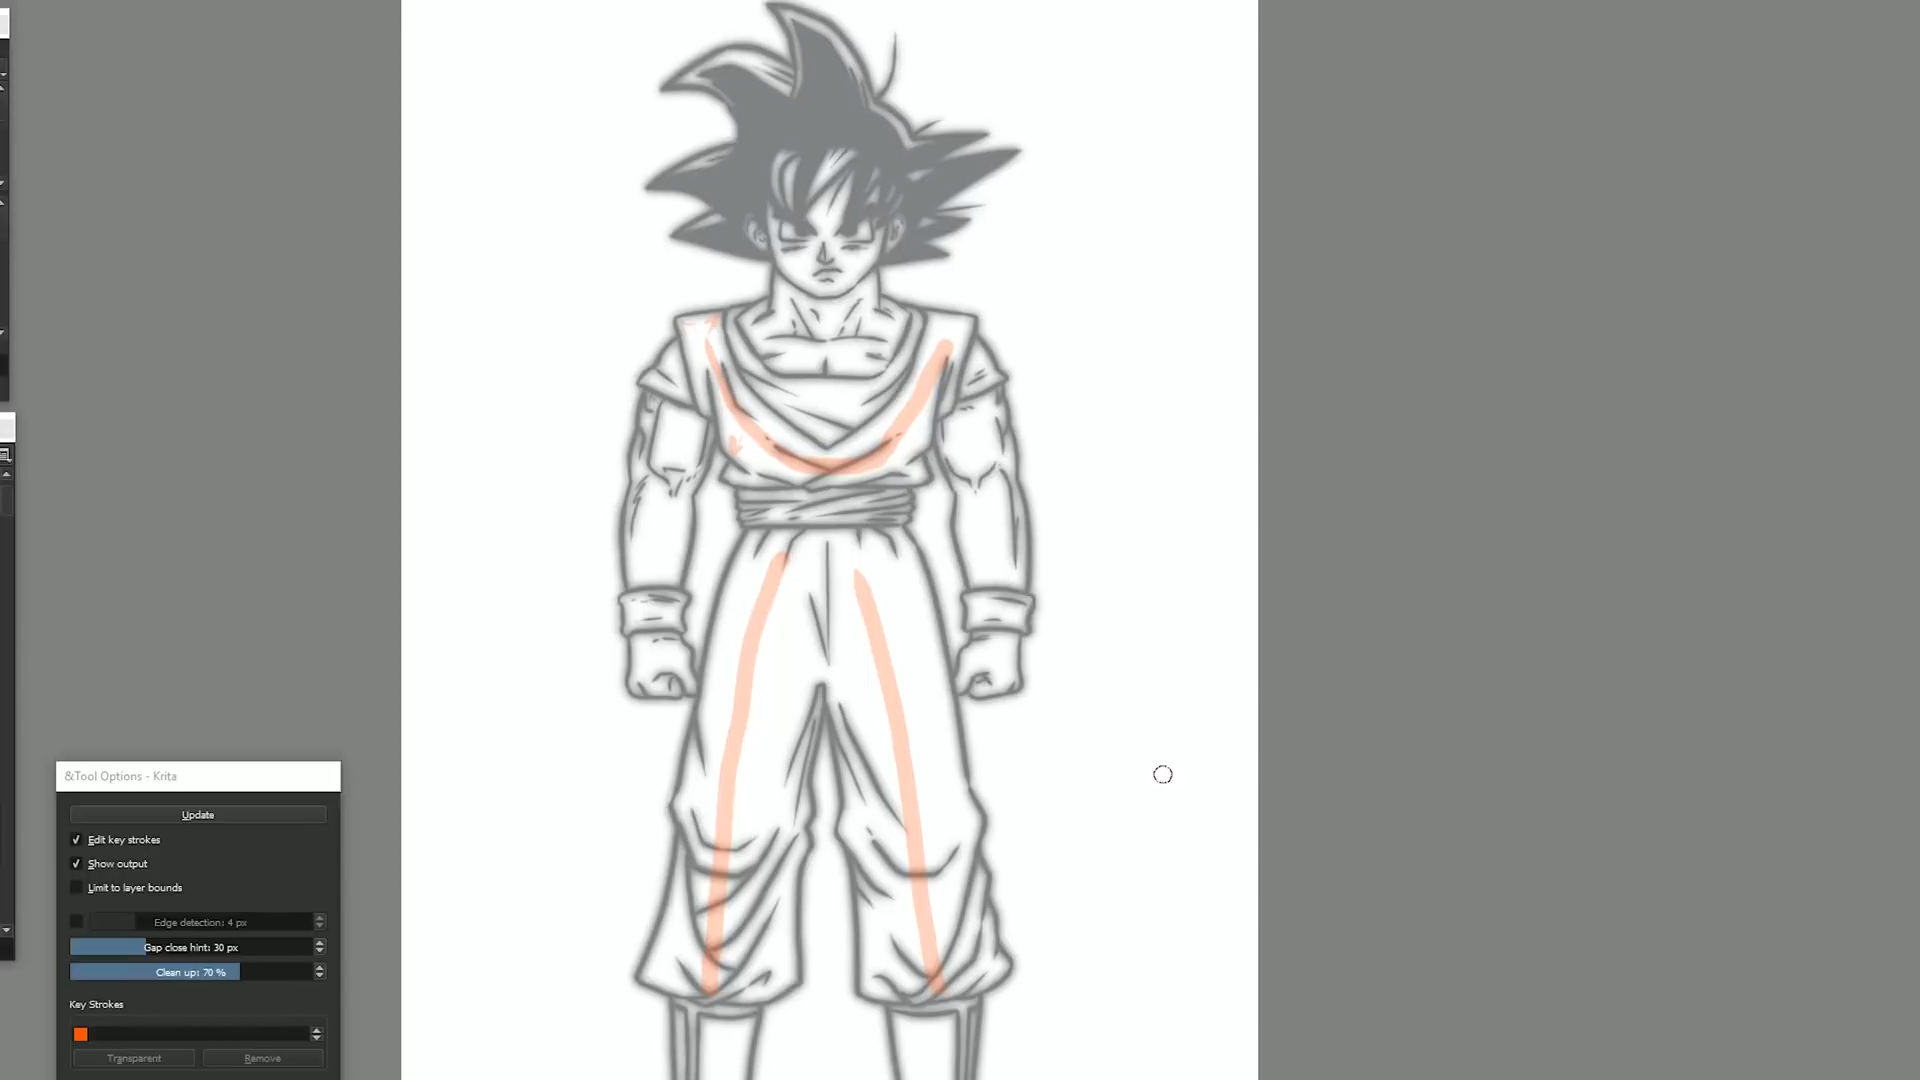 &Tool Options - Krita
Update
Edit key strokes
Show output
Limit to layer bounds
Edge detection: 4 px
Gap close hint: 30 px
Clean up: 70 %
Key Strokes
Transparent
Remove